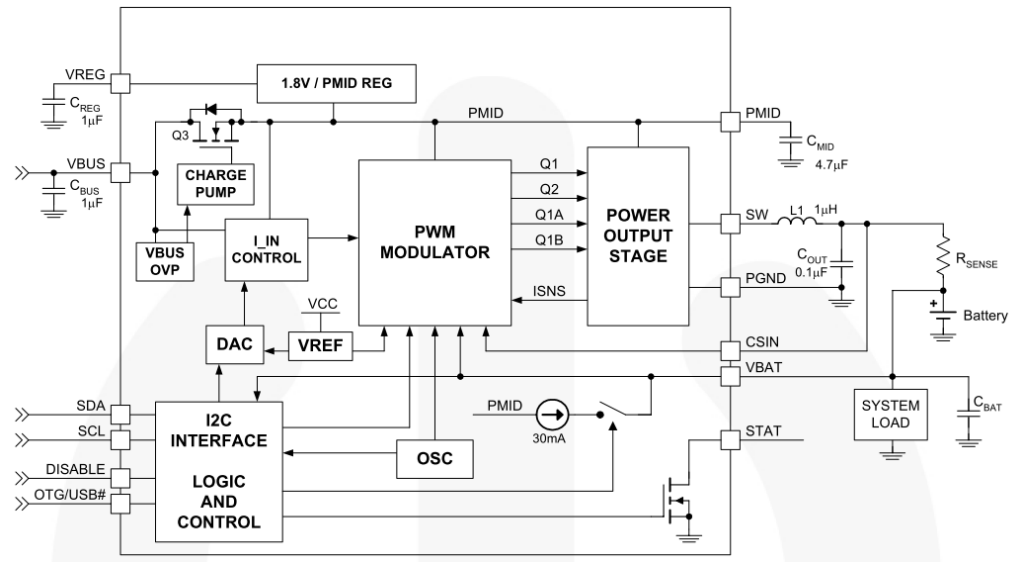 VREG
1.8V / PMID REG
C_REG
1µF
Q3
PMID
PMID
C_MID
4.7µF
VBUS
C_BUS
1µF
CHARGE
PUMP
VBUS
OVP
I_IN
CONTROL
PWM
MODULATOR
Q1
Q2
Q1A
Q1B
ISNS
POWER
OUTPUT
STAGE
SW
L1
1µH
C_OUT
0.1µF
R_SENSE
PGND
+
Battery
VCC
DAC
VREF
CSIN
VBAT
SDA
SCL
DISABLE
OTG/USB#
I2C
INTERFACE
LOGIC
AND
CONTROL
PMID
30mA
OSC
SYSTEM
LOAD
C_BAT
STAT